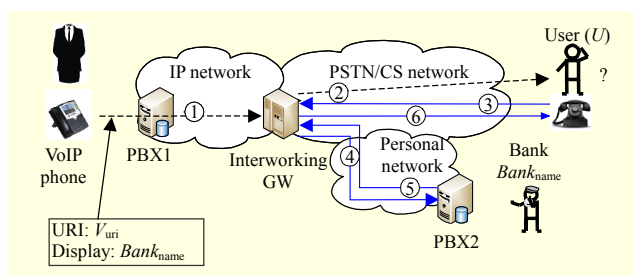 User (U)
IP network
PSTN/CS network
?
1
2
3
6
VoIP
phone
PBX1
Interworking
GW
4
Personal
network
5
Bank
Bankname
PBX2
URI: Vuri
Display: Bankname